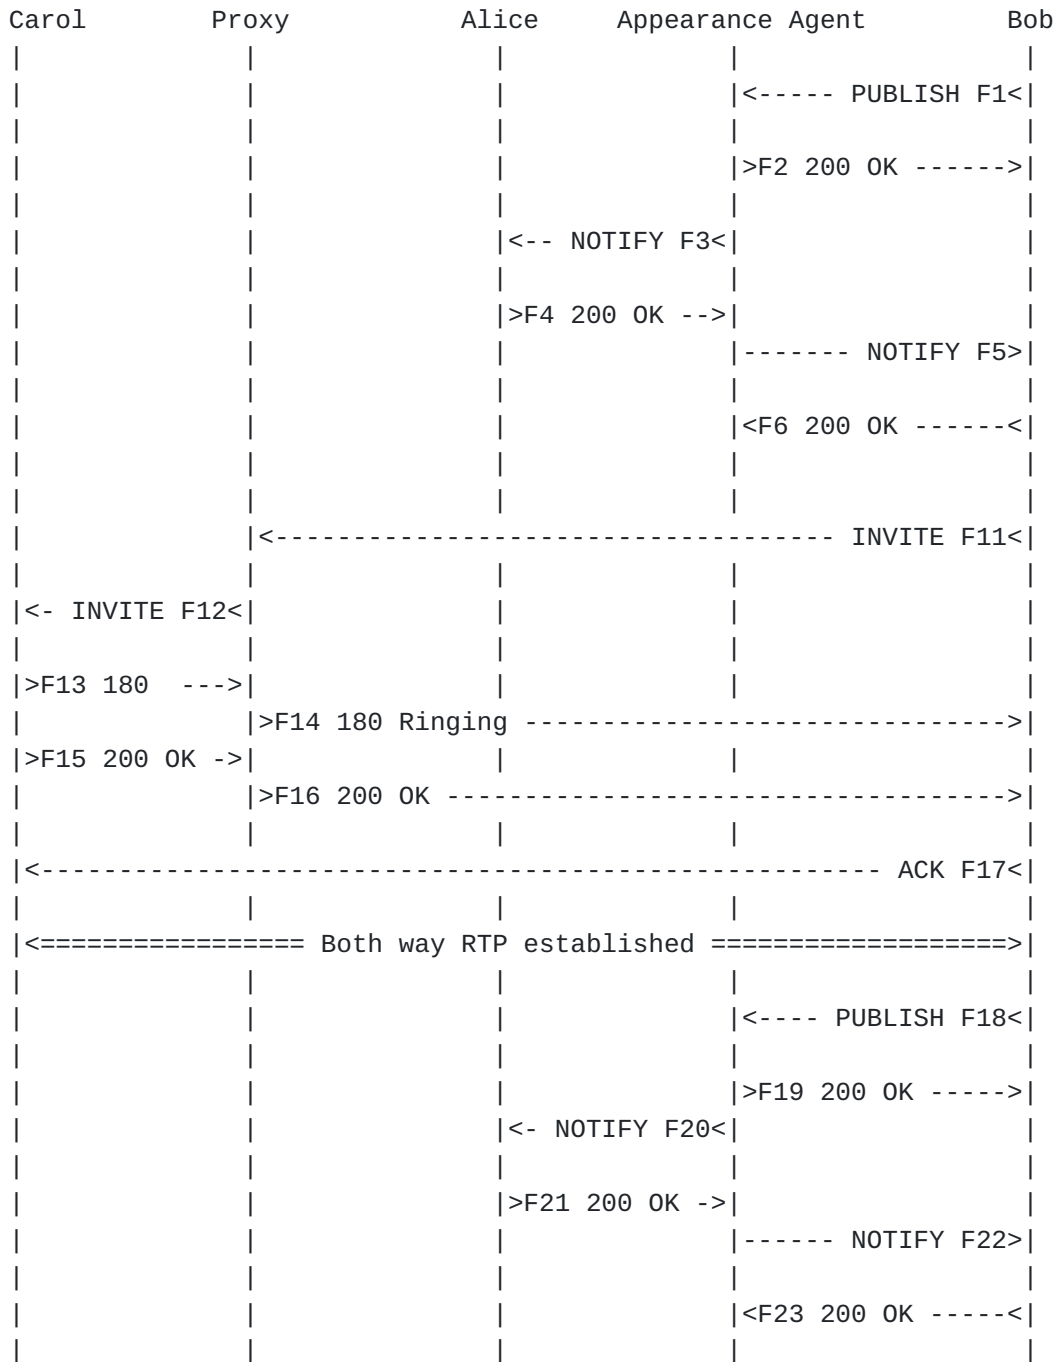 Carol        Proxy           Alice     Appearance Agent         Bob
|              |               |              |                  |
|              |               |              |<----- PUBLISH F1<|
|              |               |              |                  |
|              |               |              |>F2 200 OK ------>|
|              |               |              |                  |
|              |               |<-- NOTIFY F3<|                  |
|              |               |              |                  |
|              |               |>F4 200 OK -->|                  |
|              |               |              |------- NOTIFY F5>|
|              |               |              |                  |
|              |               |              |<F6 200 OK ------<|
|              |               |              |                  |
|              |               |              |                  |
|              |<------------------------------------ INVITE F11<|
|              |               |              |                  |
|<- INVITE F12<|               |              |                  |
|              |               |              |                  |
|>F13 180  --->|               |              |                  |
|              |>F14 180 Ringing ------------------------------->|
|>F15 200 OK ->|               |              |                  |
|              |>F16 200 OK ------------------------------------>|
|              |               |              |                  |
|<------------------------------------------------------ ACK F17<|
|              |               |              |                  |
|<================= Both way RTP established ===================>|
|              |               |              |                  |
|              |               |              |<---- PUBLISH F18<|
|              |               |              |                  |
|              |               |              |>F19 200 OK ----->|
|              |               |<- NOTIFY F20<|                  |
|              |               |              |                  |
|              |               |>F21 200 OK ->|                  |
|              |               |              |------ NOTIFY F22>|
|              |               |              |                  |
|              |               |              |<F23 200 OK -----<|
|              |               |              |                  |